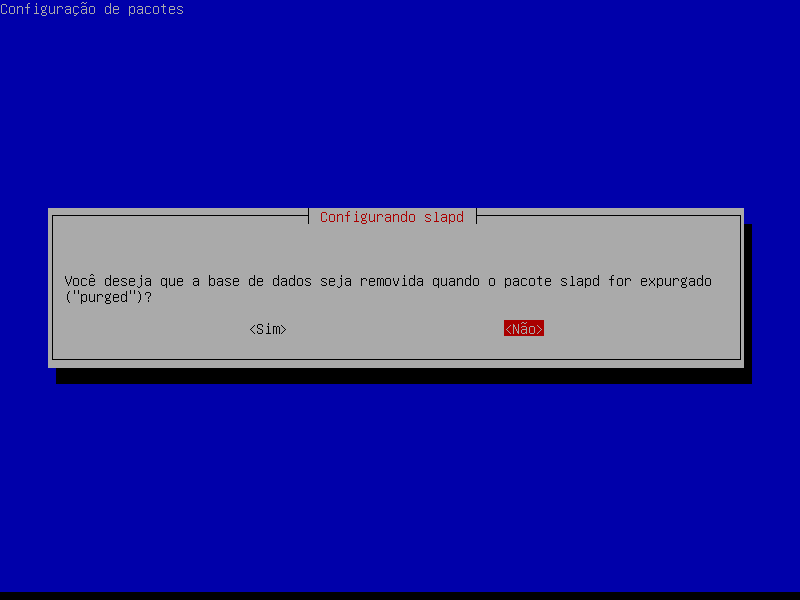 Configuração de pacotes
Configurando slapd
Você deseja que a base de dados seja removida quando o pacote slapd for expurgado
("purged")?
<Sim> <Não>